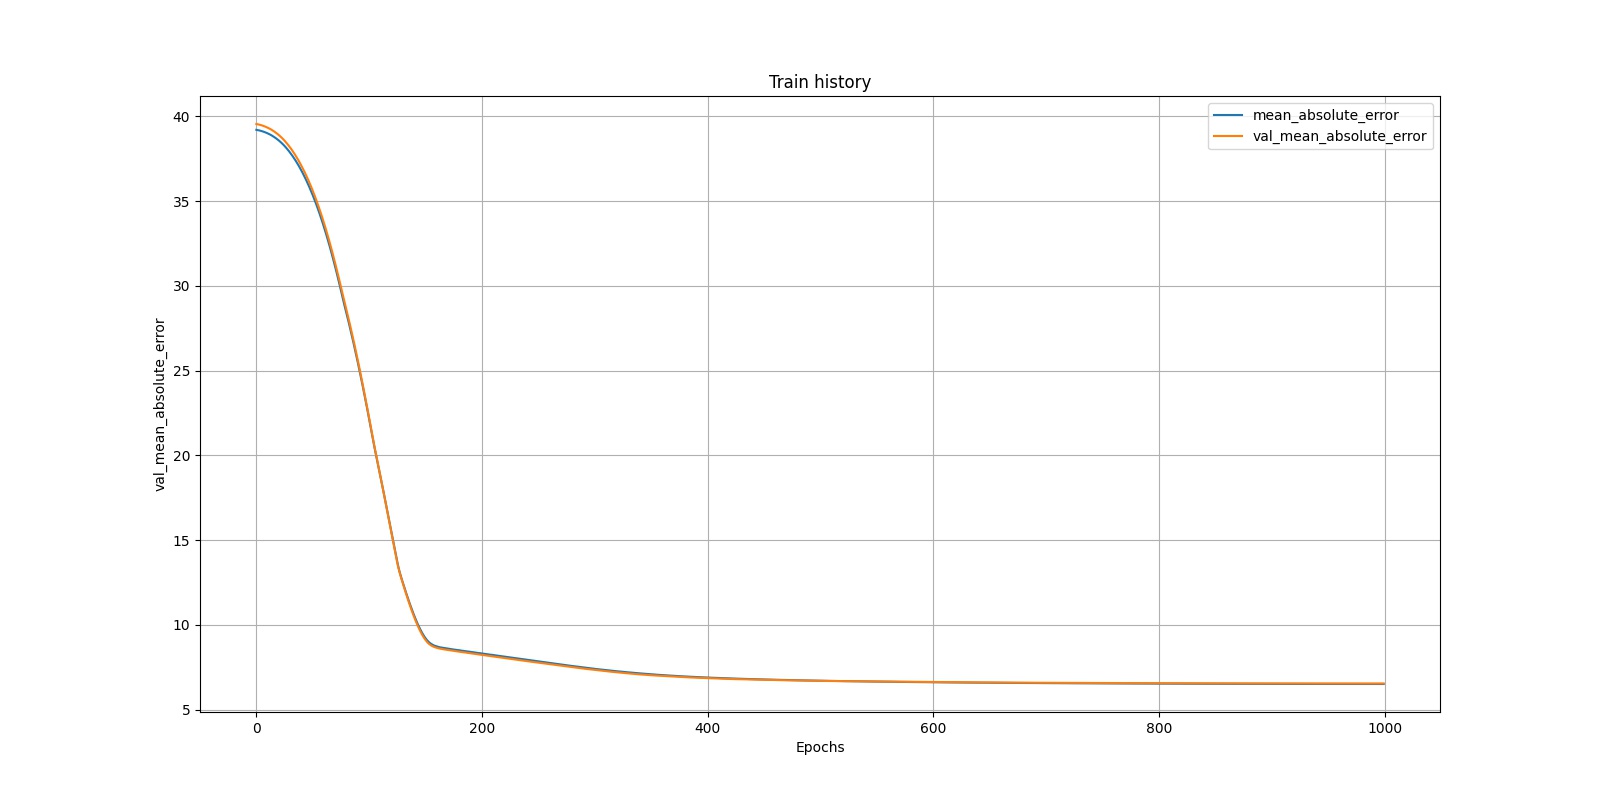 Train history
mean_absolute_error
val_mean_absolute_error
val_mean_absolute_error
40
35
30
25
20
15
10
5
0 200 400 600 800 1000
Epochs